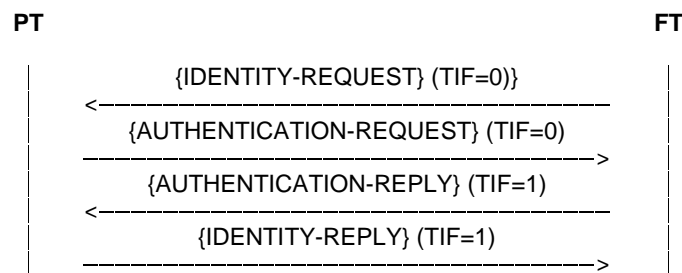 PT FT
{IDENTITY-REQUEST} (TIF=0)}
{AUTHENTICATION-REQUEST} (TIF=0)
{AUTHENTICATION-REPLY} (TIF=1)
{IDENTITY-REPLY} (TIF=1)